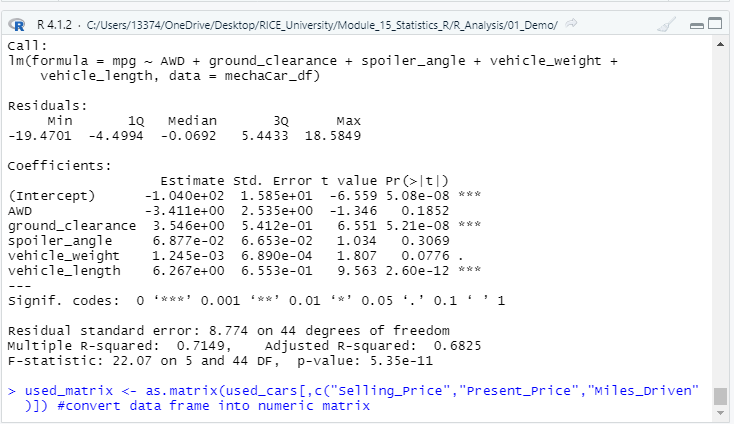 R 4.1.2 · C:/Users/13374/OneDrive/Desktop/RICE_University/Module_15_Statistics_R/R_Analysis/01_Demo/
Call:
lm(formula = mpg ~ AWD + ground_clearance + spoiler_angle + vehicle_weight +
    vehicle_length, data = mechaCar_df)
Residuals:
     Min       1Q   Median       3Q      Max
-19.4701  -4.4994  -0.0692   5.4433  18.5849
Coefficients:
                   Estimate Std. Error t value Pr(>|t|)
(Intercept)      -1.040e+02  1.585e+01  -6.559 5.08e-08 ***
AWD              -3.411e+00  2.535e+00  -1.346   0.1852
ground_clearance  3.546e+00  5.412e-01   6.551 5.21e-08 ***
spoiler_angle     6.877e-02  6.653e-02   1.034   0.3069
vehicle_weight    1.245e-03  6.890e-04   1.807   0.0776 .
vehicle_length    6.267e+00  6.553e-01   9.563 2.60e-12 ***
---
Signif. codes:  0 ‘***’ 0.001 ‘**’ 0.01 ‘*’ 0.05 ‘.’ 0.1 ‘ ’ 1
Residual standard error: 8.774 on 44 degrees of freedom
Multiple R-squared:  0.7149,	Adjusted R-squared:  0.6825
F-statistic: 22.07 on 5 and 44 DF,  p-value: 5.35e-11
> used_matrix <- as.matrix(used_cars[,c("Selling_Price","Present_Price","Miles_Driven"
)]) #convert data frame into numeric matrix